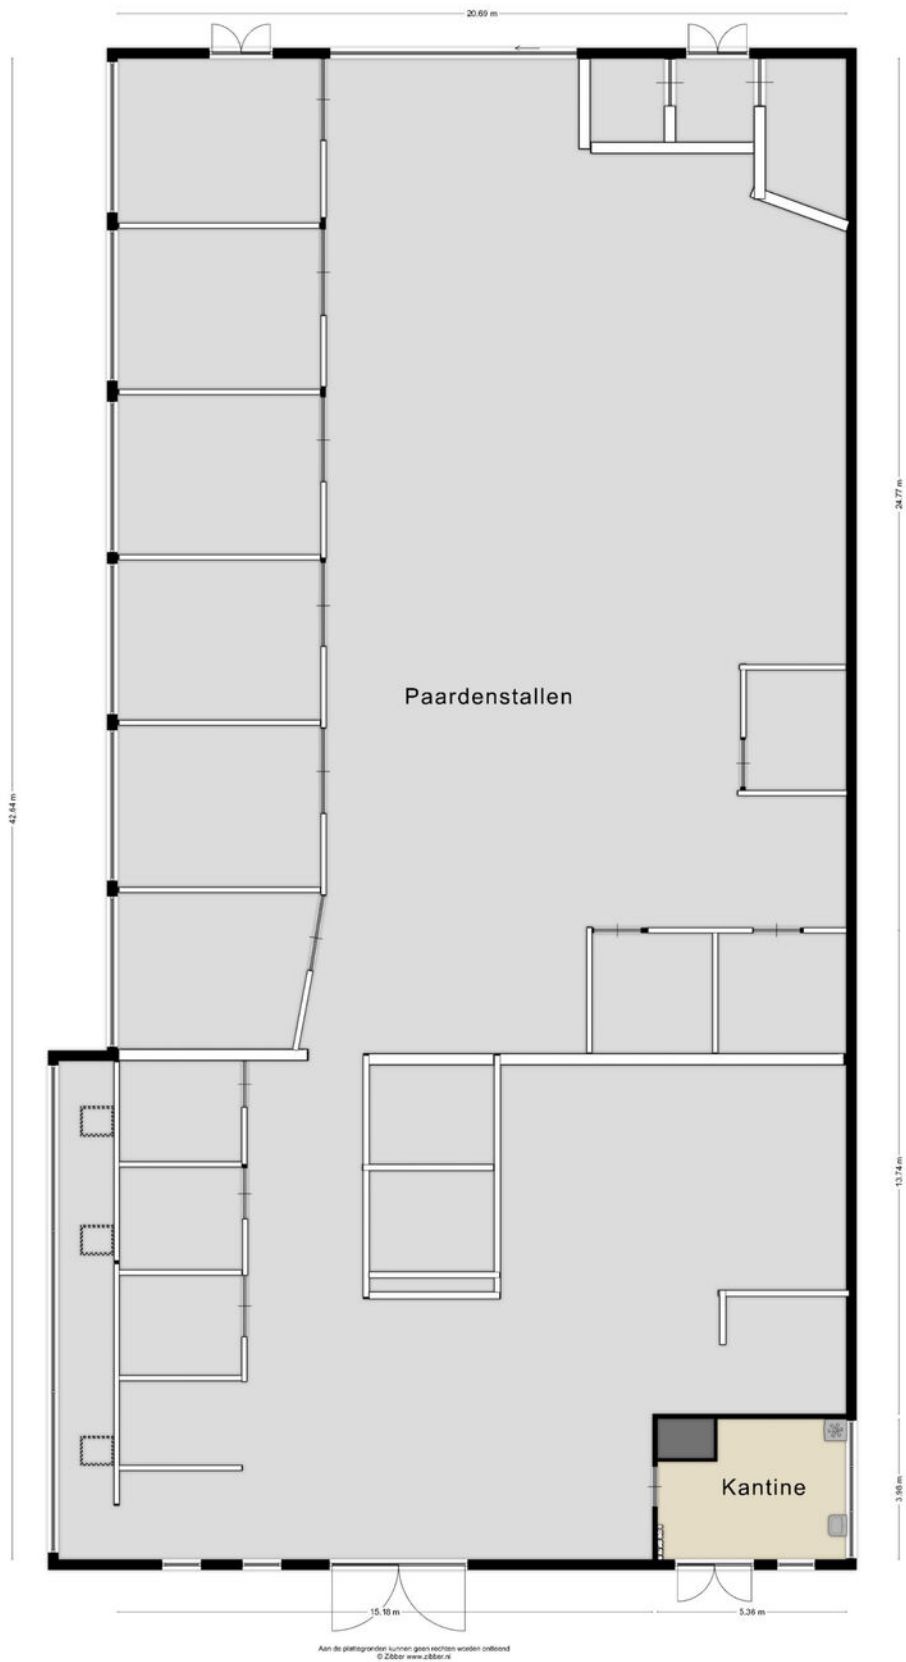 20.69 m
24.77 m
Paardenstallen
42.64 m
13.74 m
Kantine
3.98 m
15.18 m
5.36 m
Aan de plattegronden kunnen geen rechten worden ontleend
© Zibber www.zibber.nl